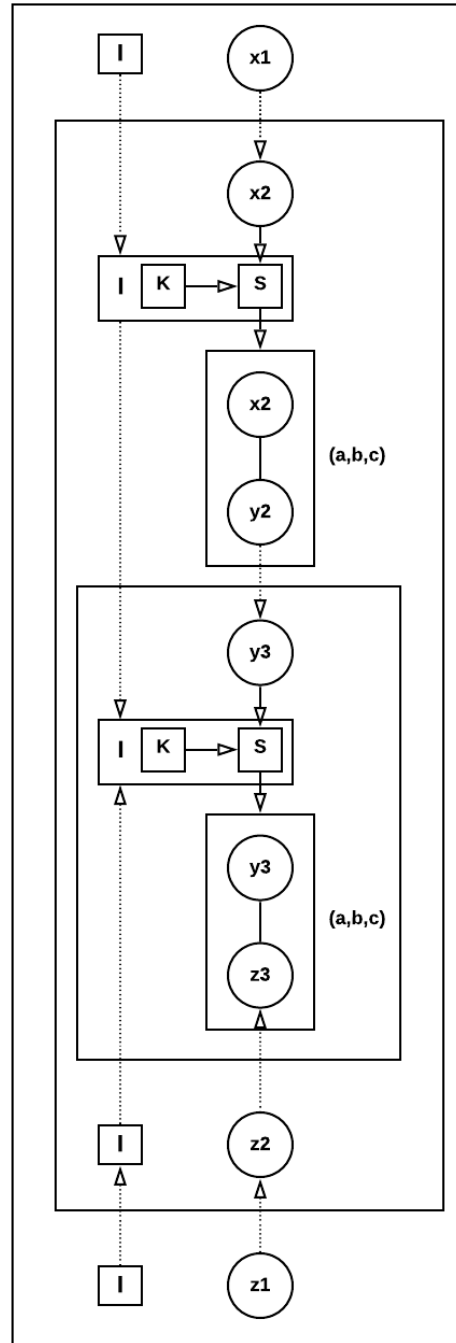 I x1
x2
I K S
x2
(a,b,c)
y2
y3
I K S
y3
(a,b,c)
z3
I z2
I z1